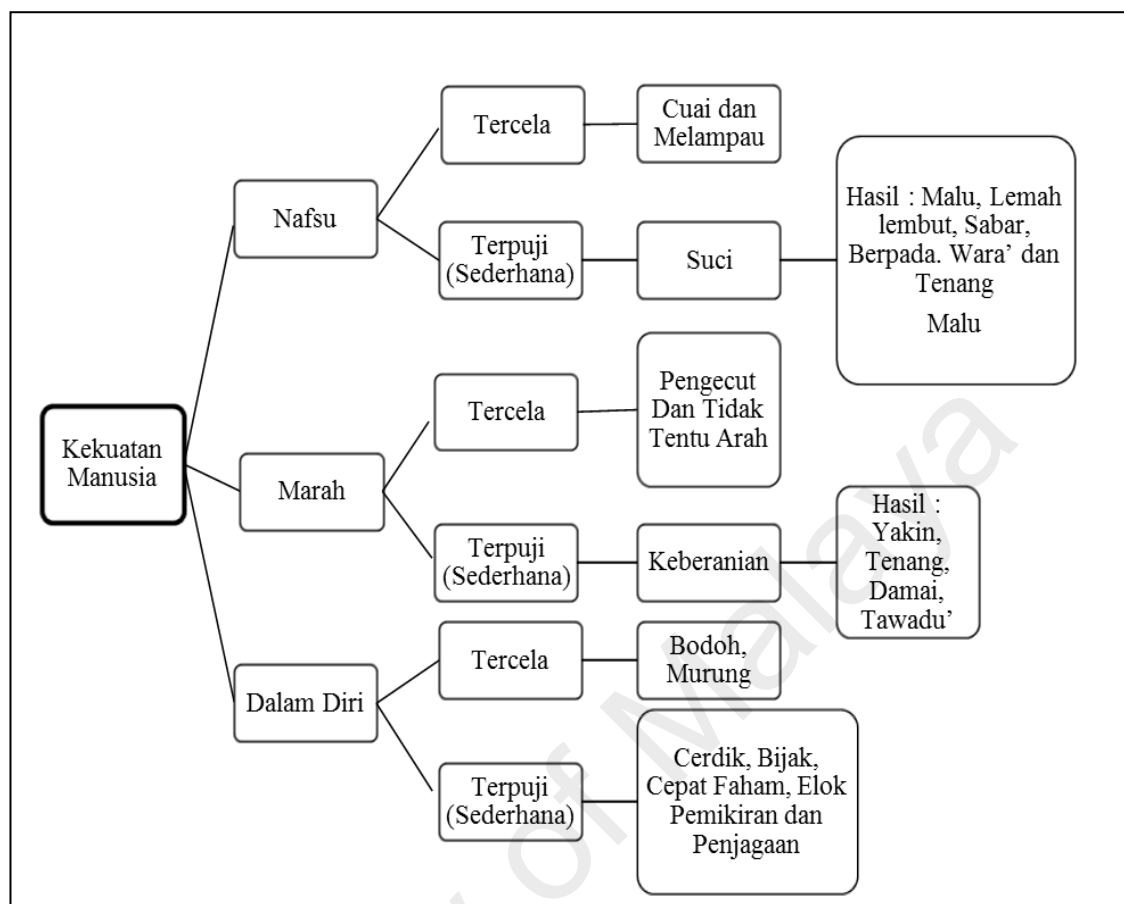 Kekuatan
Manusia
Nafsu
Tercela
Cuai dan
Melampau
Terpuji
(Sederhana)
Suci
Hasil : Malu, Lemah
lembut, Sabar,
Berpada. Wara’ dan
Tenang
Malu
Marah
Tercela
Pengecut
Dan Tidak
Tentu Arah
Terpuji
(Sederhana)
Keberanian
Hasil :
Yakin,
Tenang,
Damai,
Tawadu’
Dalam Diri
Tercela
Bodoh,
Murung
Terpuji
(Sederhana)
Cerdik, Bijak,
Cepat Faham, Elok
Pemikiran dan
Penjagaan
of Malaya